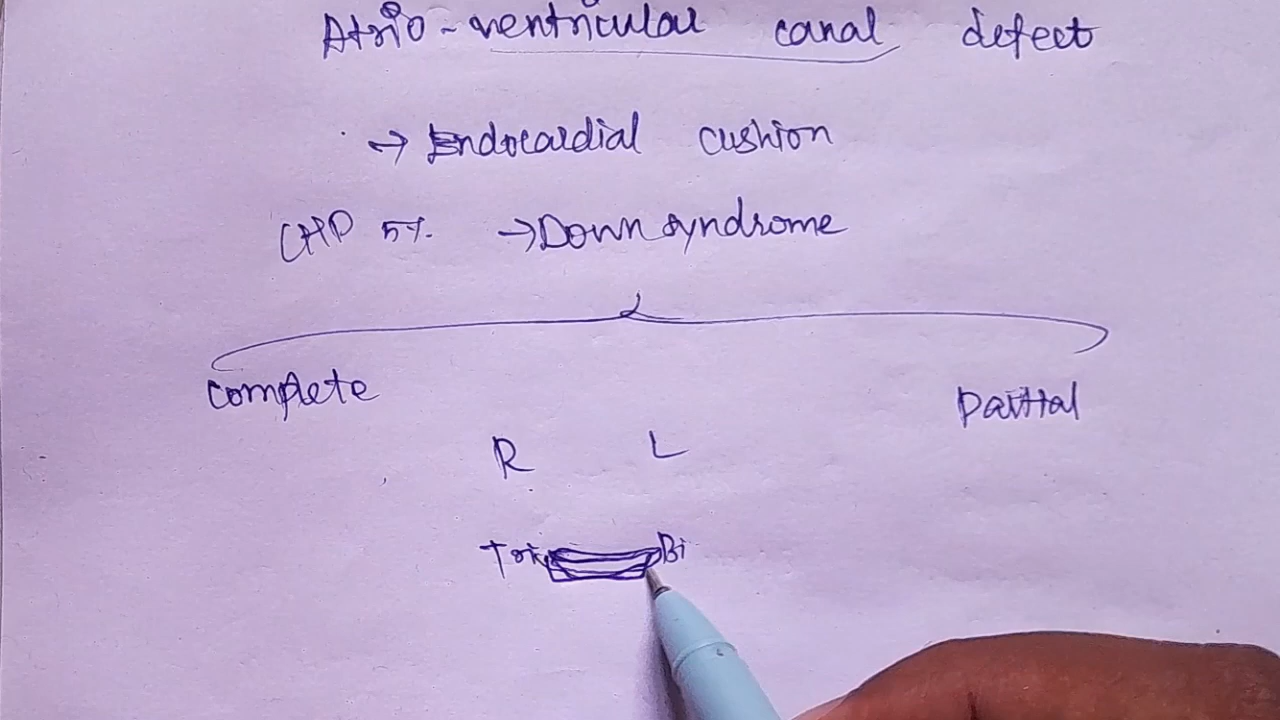 Atrio-ventricular canal defect
→ Endocardial cushion
CHD 5% → Down syndrome
complete partial
R L
Tri Bi